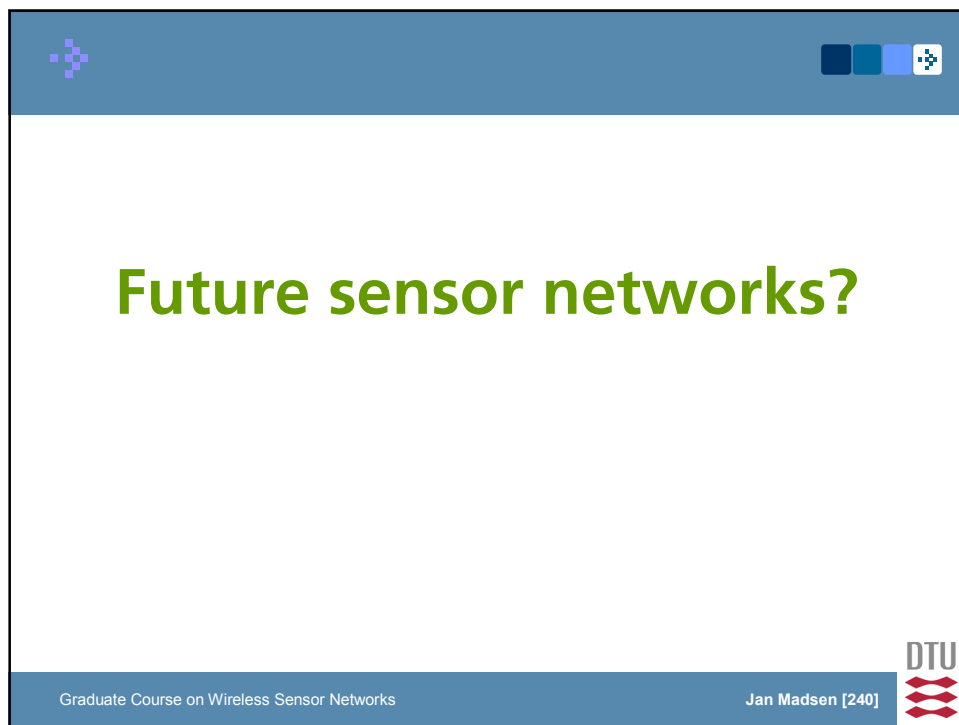 Future sensor networks?
DTU
Graduate Course on Wireless Sensor Networks
Jan Madsen [240]